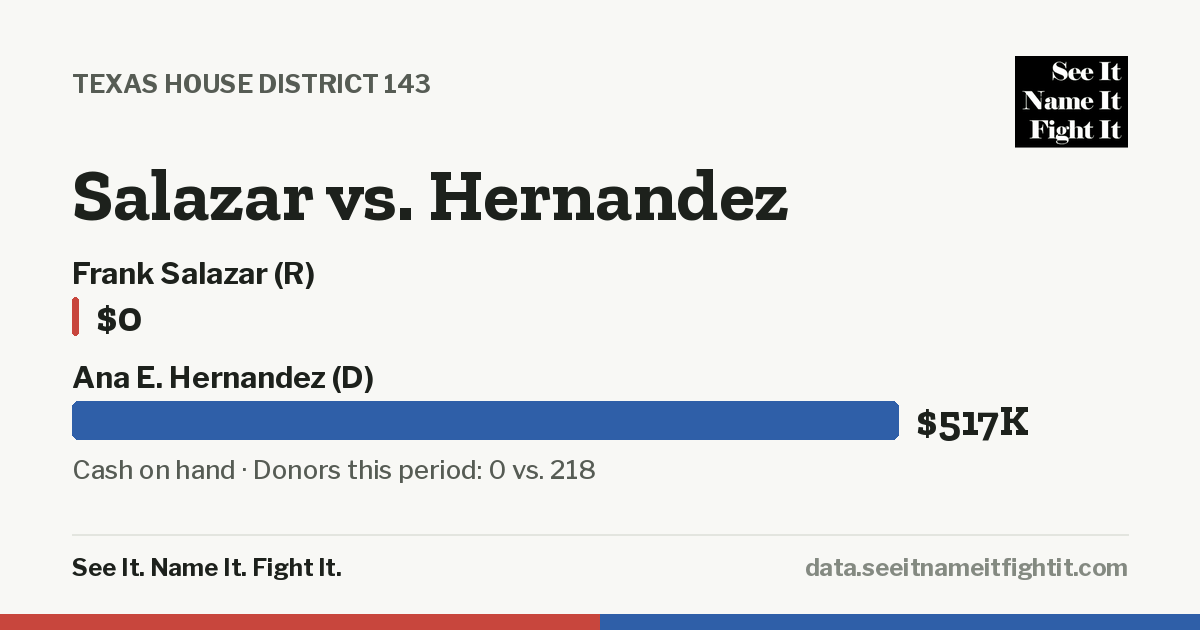 TEXAS HOUSE DISTRICT 143
See It
Name It
Fight It
Salazar vs. Hernandez
Frank Salazar (R)
$0
Ana E. Hernandez (D)
$517K
Cash on hand · Donors this period: 0 vs. 218
See It. Name It. Fight It.
data.seeitnameitfightit.com